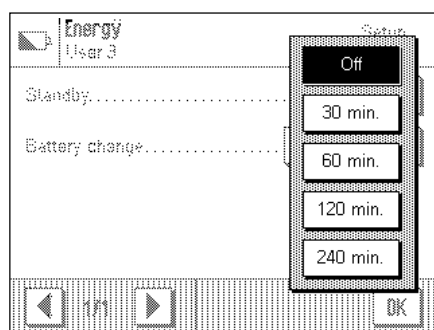 Energy
Setup
User 3
Off
Standby
30 min.
Battery change
60 min.
120 min.
240 min.
1/1
OK